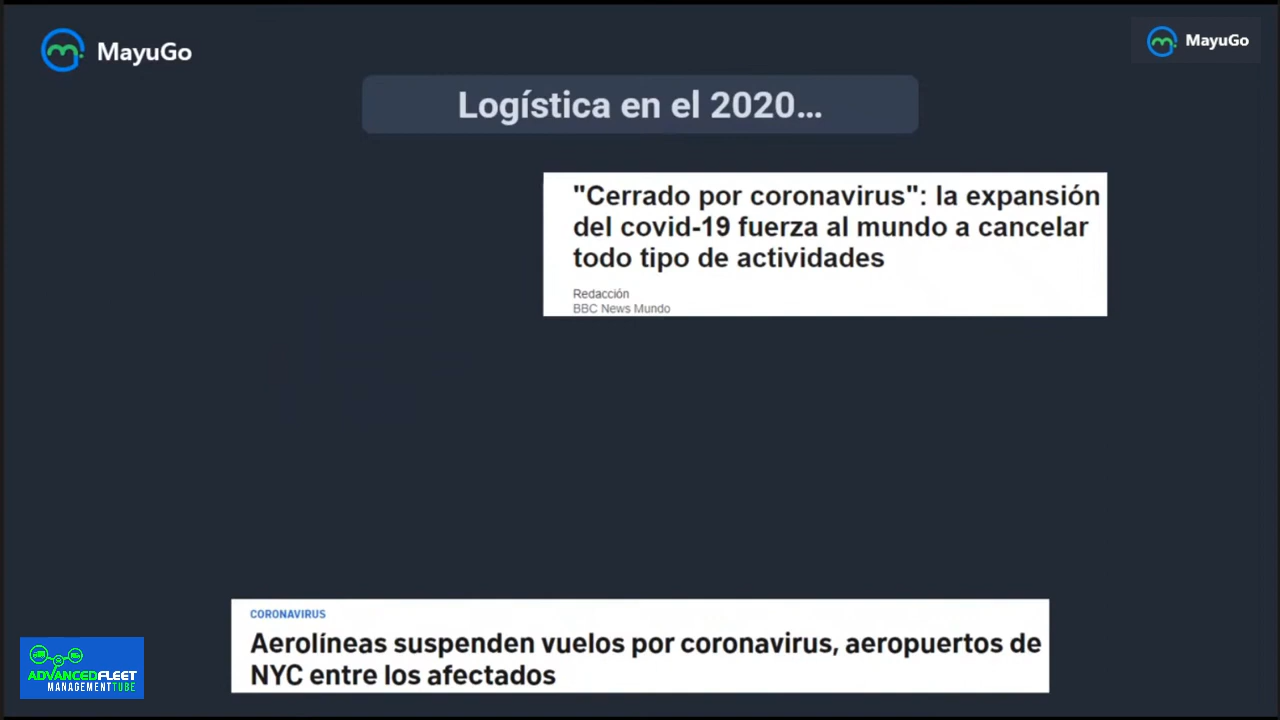 MayuGo
MayuGo
Logística en el 2020...
"Cerrado por coronavirus": la expansión
del covid-19 fuerza al mundo a cancelar
todo tipo de actividades
Redacción
BBC News Mundo
CORONAVIRUS
Aerolíneas suspenden vuelos por coronavirus, aeropuertos de
NYC entre los afectados
ADVANCEDFLEET
MANAGEMENTTUBE